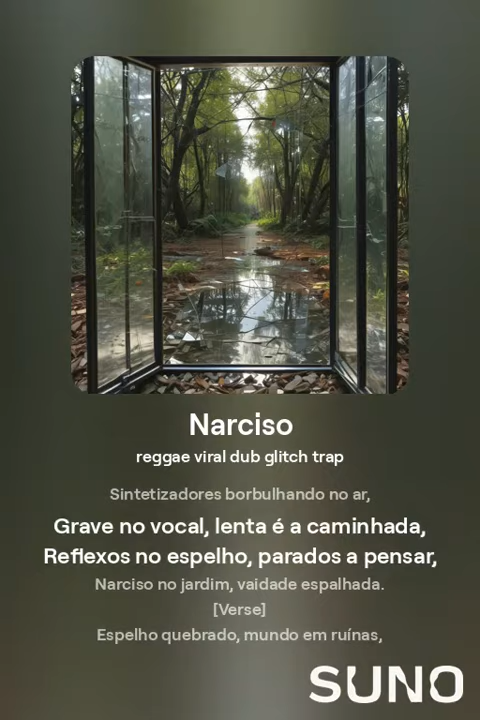 Narciso
reggae viral dub glitch trap
Sintetizadores borbulhando no ar,
Grave no vocal, lenta é a caminhada,
Reflexos no espelho, parados a pensar,
Narciso no jardim, vaidade espalhada.
[Verse]
Espelho quebrado, mundo em ruínas,
SUNO